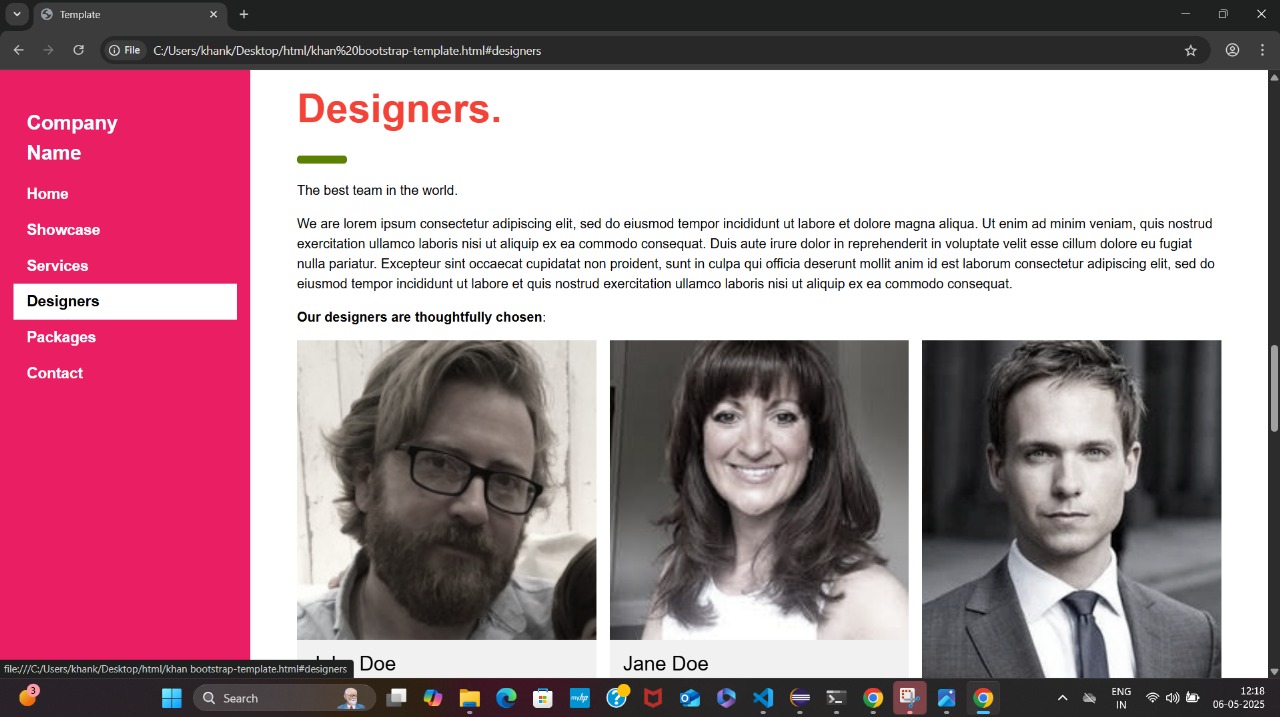 Template
File
C:/Users/khank/Desktop/html/khan%20bootstrap-template.html#designers
Company
Name
Home
Showcase
Services
Designers
Packages
Contact
Designers.
The best team in the world.
We are lorem ipsum consectetur adipiscing elit, sed do eiusmod tempor incididunt ut labore et dolore magna aliqua. Ut enim ad minim veniam, quis nostrud
exercitation ullamco laboris nisi ut aliquip ex ea commodo consequat. Duis aute irure dolor in reprehenderit in voluptate velit esse cillum dolore eu fugiat
nulla pariatur. Excepteur sint occaecat cupidatat non proident, sunt in culpa qui officia deserunt mollit anim id est laborum consectetur adipiscing elit, sed do
eiusmod tempor incididunt ut labore et quis nostrud exercitation ullamco laboris nisi ut aliquip ex ea commodo consequat.
Our designers are thoughtfully chosen:
Doe
Jane Doe
file:///C:/Users/khank/Desktop/html/khan bootstrap-template.html#designers
3
Search
myhp
ENG
IN
12:18
06-05-2025